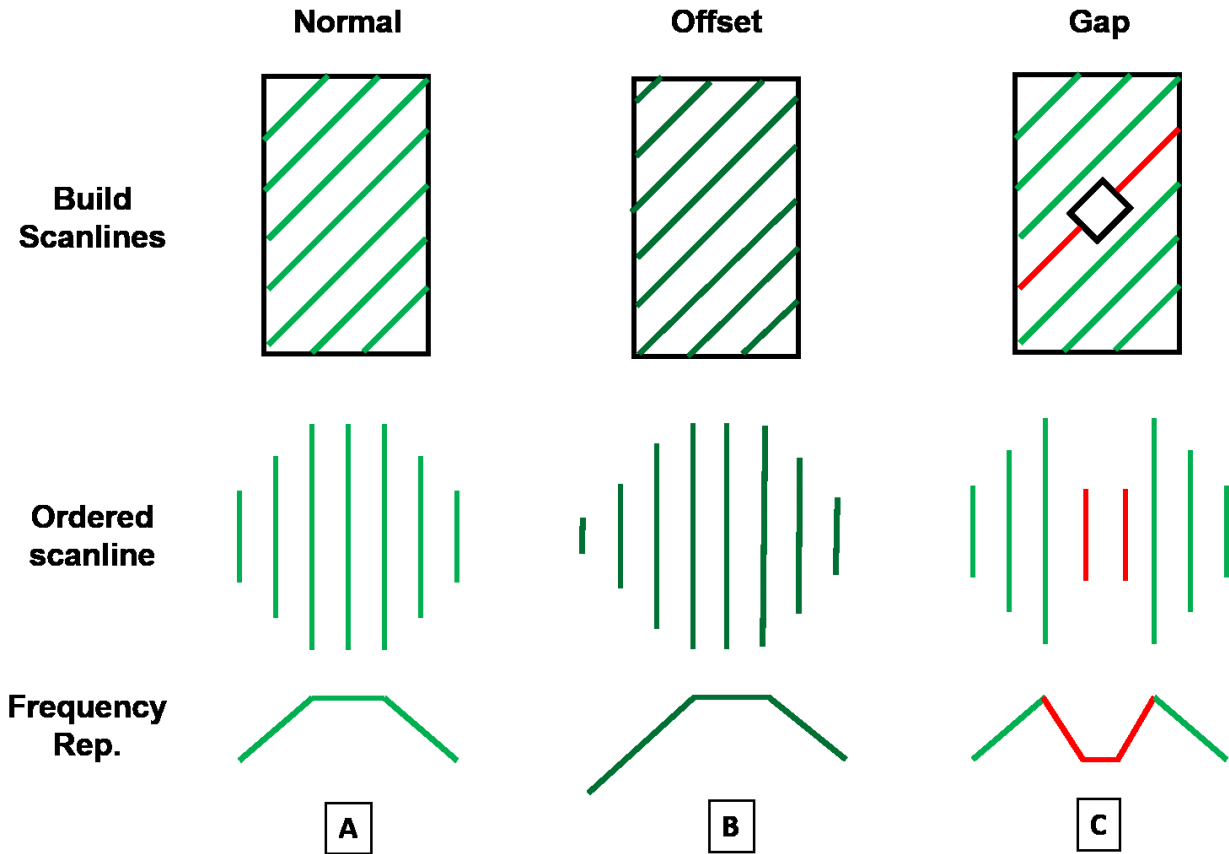 Normal
Offset
Gap
Build
Scanlines
Ordered
scanline
Frequency
Rep.
A
B
C